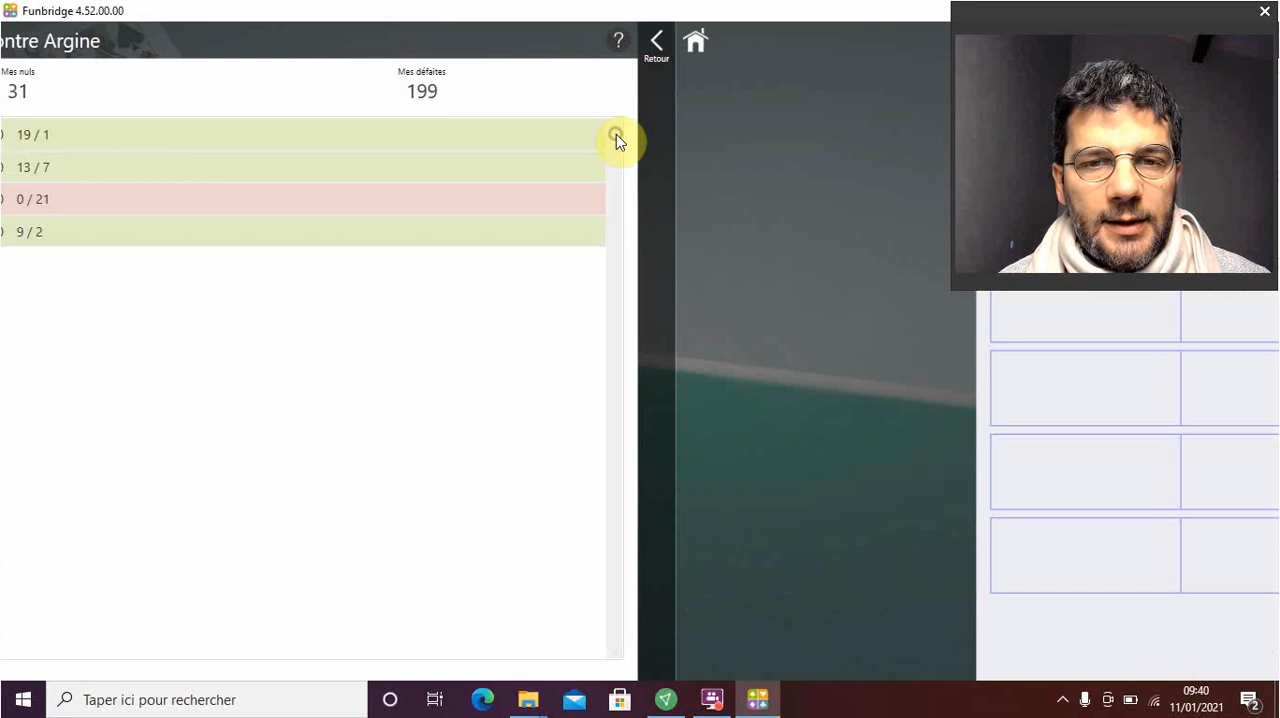 Funbridge 4.52.00.00
ontre Argine
?
Retour
Mes nuls
31
Mes défaites
199
19 / 1
13 / 7
0 / 21
9 / 2
Taper ici pour rechercher
09:40
11/01/2021
2